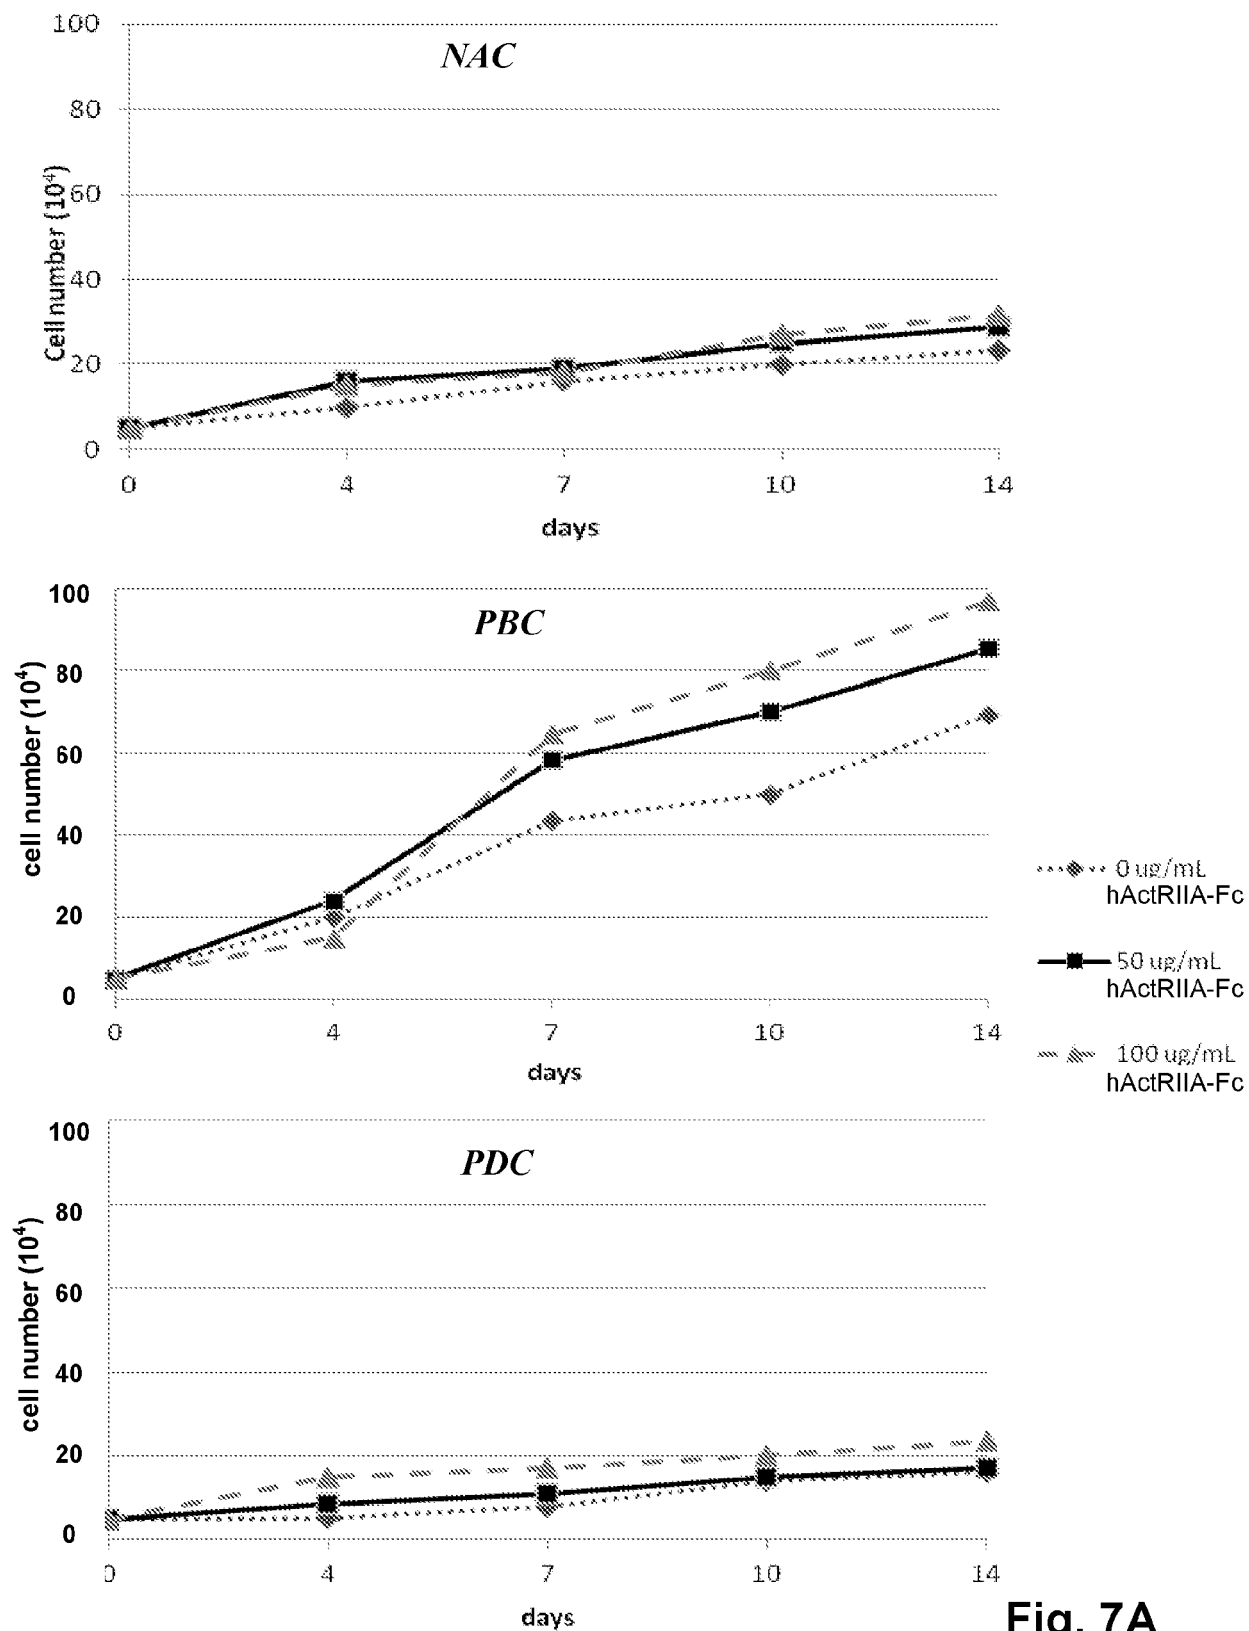 NAC
Cell number (10⁴)
100
80
60
40
20
0
0 4 7 10 14
days
PBC
cell number (10⁴)
100
80
60
40
20
0
0 4 7 10 14
days
0 ug/mL
hActRIIA-Fc
50 ug/mL
hActRIIA-Fc
100 ug/mL
hActRIIA-Fc
PDC
cell number (10⁴)
100
80
60
40
20
0
0 4 7 10 14
days
Fig. 7A